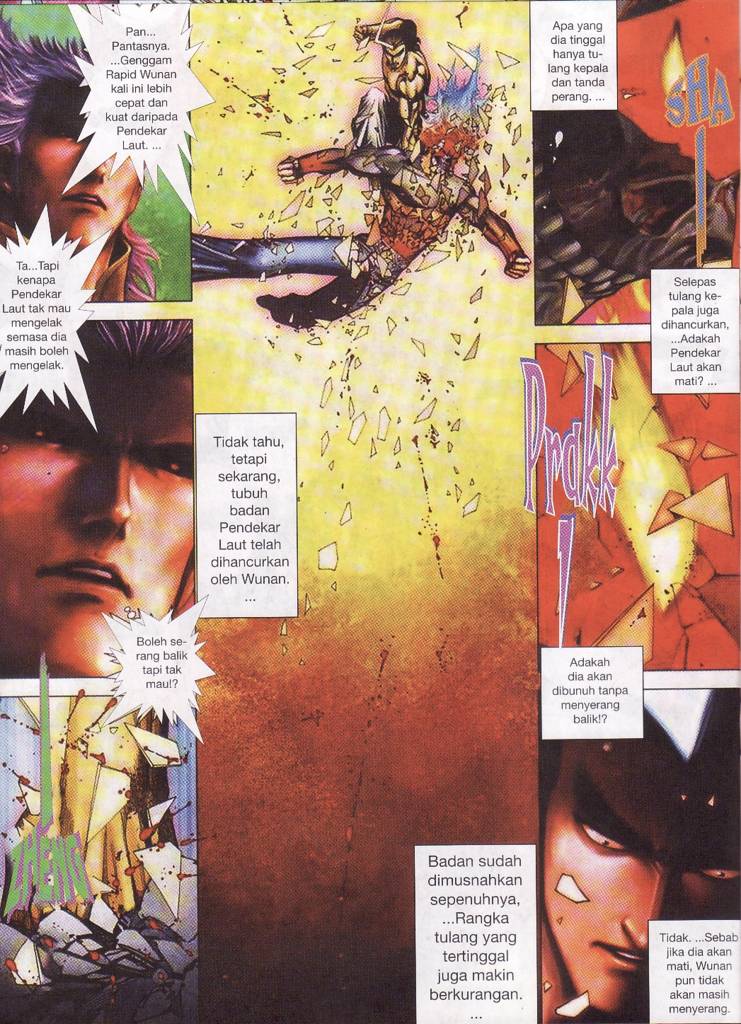 Pan...
Pantasnya.
...Genggam
Rapid Wunan
kali ini lebih
cepat dan
kuat daripada
Pendekar
Laut. ...
Ta...Tapi
kenapa
Pendekar
Laut tak mau
mengelak
semasa dia
masih boleh
mengelak.
Tidak tahu,
tetapi
sekarang,
tubuh
badan
Pendekar
Laut telah
dihancurkan
oleh Wunan.
...
Boleh se-
rang balik
tapi tak
mau!?
ZHENG
Apa yang
dia tinggal
hanya tu-
lang kepala
dan tanda
perang. ...
SHA
Selepas
tulang ke-
pala juga
dihancurkan,
...Adakah
Pendekar
Laut akan
mati? ...
Prakk
Adakah
dia akan
dibunuh tanpa
menyerang
balik!?
Badan sudah
dimusnahkan
sepenuhnya,
...Rangka
tulang yang
tertinggal
juga makin
berkurangan.
...
Tidak. ...Sebab
jika dia akan
mati, Wunan
pun tidak
akan masih
menyerang.